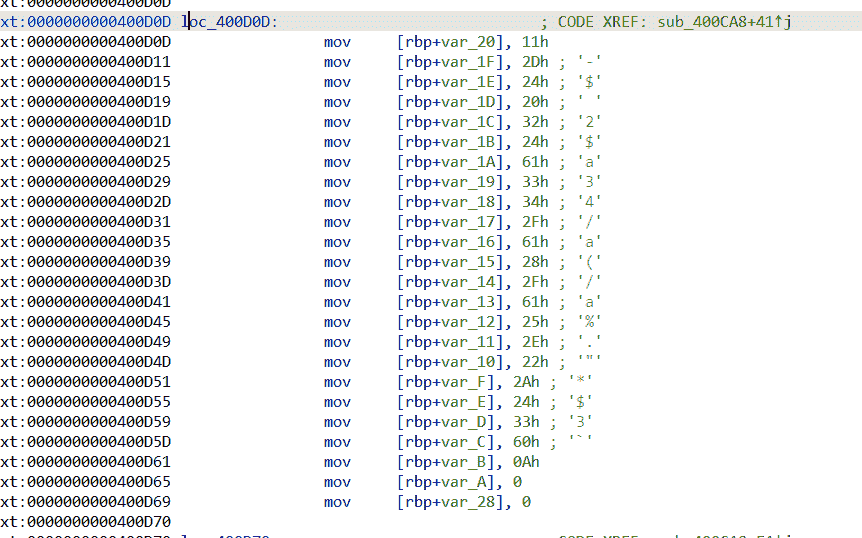 xt:0000000000400D0D
xt:0000000000400D0D loc_400D0D: ; CODE XREF: sub_400CA8+41↑j
xt:0000000000400D0D mov [rbp+var_20], 11h
xt:0000000000400D11 mov [rbp+var_1F], 2Dh ; '-'
xt:0000000000400D15 mov [rbp+var_1E], 24h ; '$'
xt:0000000000400D19 mov [rbp+var_1D], 20h ; ' '
xt:0000000000400D1D mov [rbp+var_1C], 32h ; '2'
xt:0000000000400D21 mov [rbp+var_1B], 24h ; '$'
xt:0000000000400D25 mov [rbp+var_1A], 61h ; 'a'
xt:0000000000400D29 mov [rbp+var_19], 33h ; '3'
xt:0000000000400D2D mov [rbp+var_18], 34h ; '4'
xt:0000000000400D31 mov [rbp+var_17], 2Fh ; '/'
xt:0000000000400D35 mov [rbp+var_16], 61h ; 'a'
xt:0000000000400D39 mov [rbp+var_15], 28h ; '('
xt:0000000000400D3D mov [rbp+var_14], 2Fh ; '/'
xt:0000000000400D41 mov [rbp+var_13], 61h ; 'a'
xt:0000000000400D45 mov [rbp+var_12], 25h ; '%'
xt:0000000000400D49 mov [rbp+var_11], 2Eh ; '.'
xt:0000000000400D4D mov [rbp+var_10], 22h ; '"'
xt:0000000000400D51 mov [rbp+var_F], 2Ah ; '*'
xt:0000000000400D55 mov [rbp+var_E], 24h ; '$'
xt:0000000000400D59 mov [rbp+var_D], 33h ; '3'
xt:0000000000400D5D mov [rbp+var_C], 60h ; '`'
xt:0000000000400D61 mov [rbp+var_B], 0Ah
xt:0000000000400D65 mov [rbp+var_A], 0
xt:0000000000400D69 mov [rbp+var_28], 0
xt:0000000000400D70